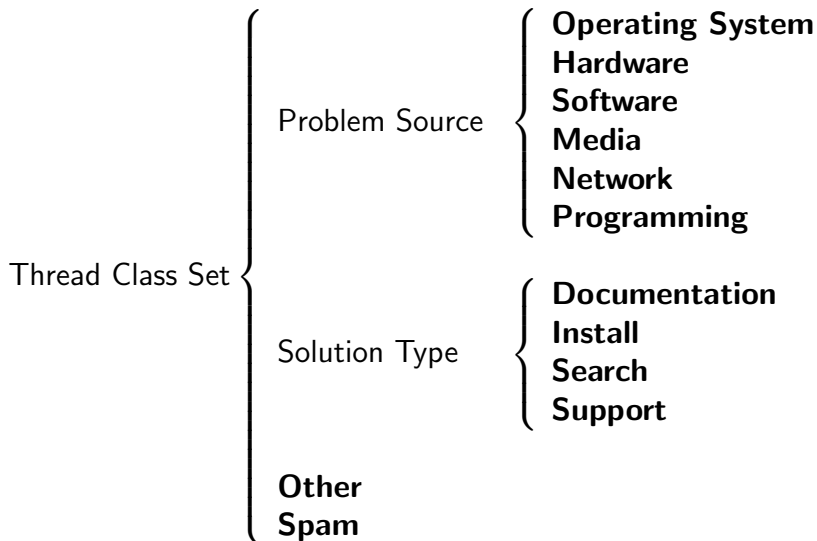 Thread Class Set
Problem Source
Operating System
Hardware
Software
Media
Network
Programming
Solution Type
Documentation
Install
Search
Support
Other
Spam